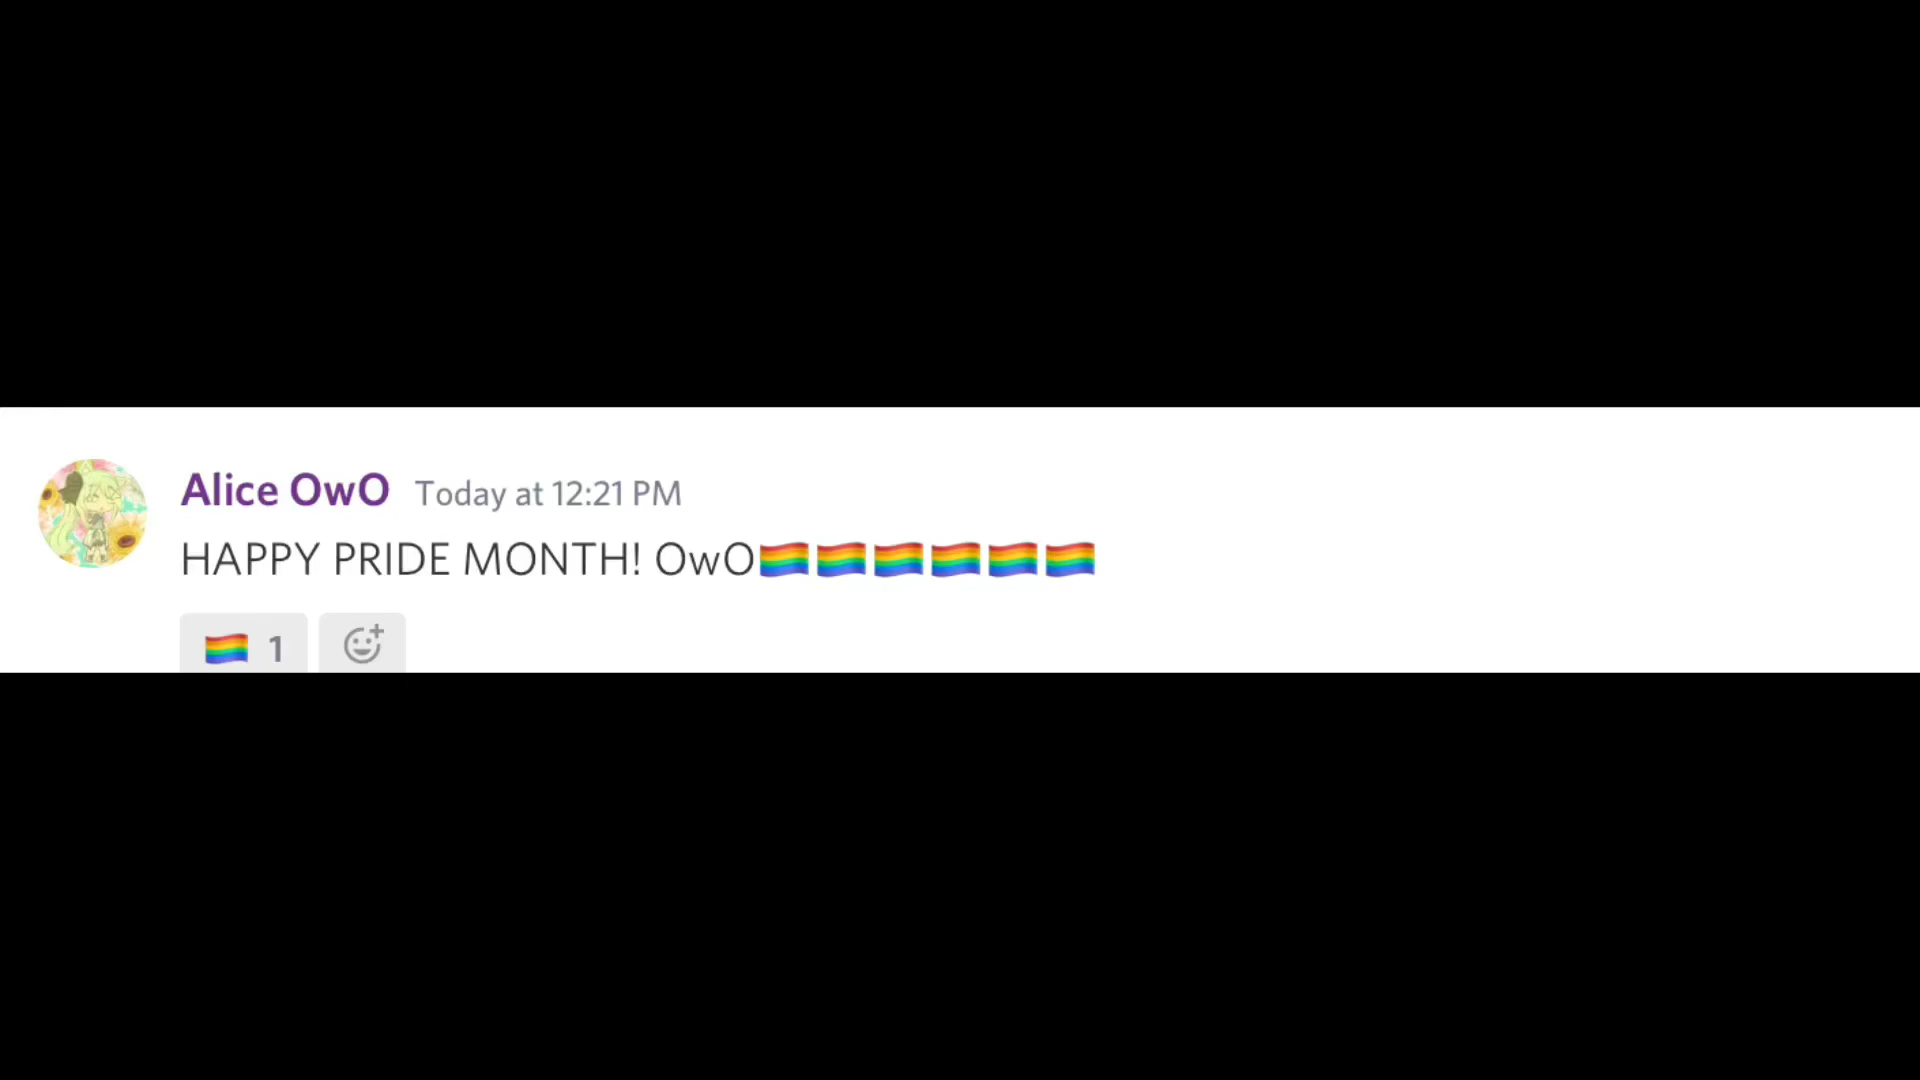 Alice OwO Today at 12:21 PM
HAPPY PRIDE MONTH! OwO🏳️‍🌈🏳️‍🌈🏳️‍🌈🏳️‍🌈🏳️‍🌈🏳️‍🌈
🏳️‍🌈 1